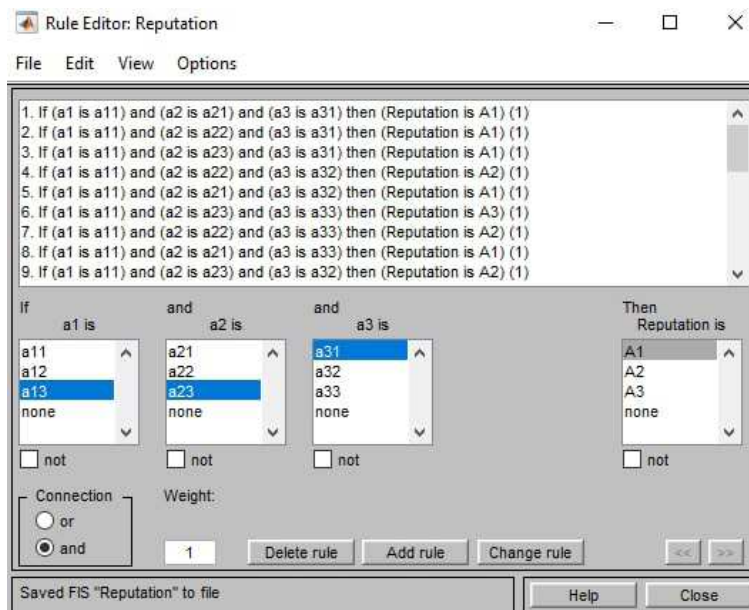 Rule Editor: Reputation
File Edit View Options
1. If (a1 is a11) and (a2 is a21) and (a3 is a31) then (Reputation is A1) (1)
2. If (a1 is a11) and (a2 is a22) and (a3 is a31) then (Reputation is A1) (1)
3. If (a1 is a11) and (a2 is a23) and (a3 is a31) then (Reputation is A1) (1)
4. If (a1 is a11) and (a2 is a22) and (a3 is a32) then (Reputation is A2) (1)
5. If (a1 is a11) and (a2 is a21) and (a3 is a32) then (Reputation is A1) (1)
6. If (a1 is a11) and (a2 is a23) and (a3 is a33) then (Reputation is A3) (1)
7. If (a1 is a11) and (a2 is a22) and (a3 is a33) then (Reputation is A2) (1)
8. If (a1 is a11) and (a2 is a21) and (a3 is a33) then (Reputation is A1) (1)
9. If (a1 is a11) and (a2 is a23) and (a3 is a32) then (Reputation is A2) (1)
If and and Then
a1 is a2 is a3 is Reputation is
a11 a21 a31 A1
a12 a22 a32 A2
a13 a23 a33 A3
none none none none
not not not not
Connection Weight:
or
and 1 Delete rule Add rule Change rule << >>
Saved FIS "Reputation" to file Help Close